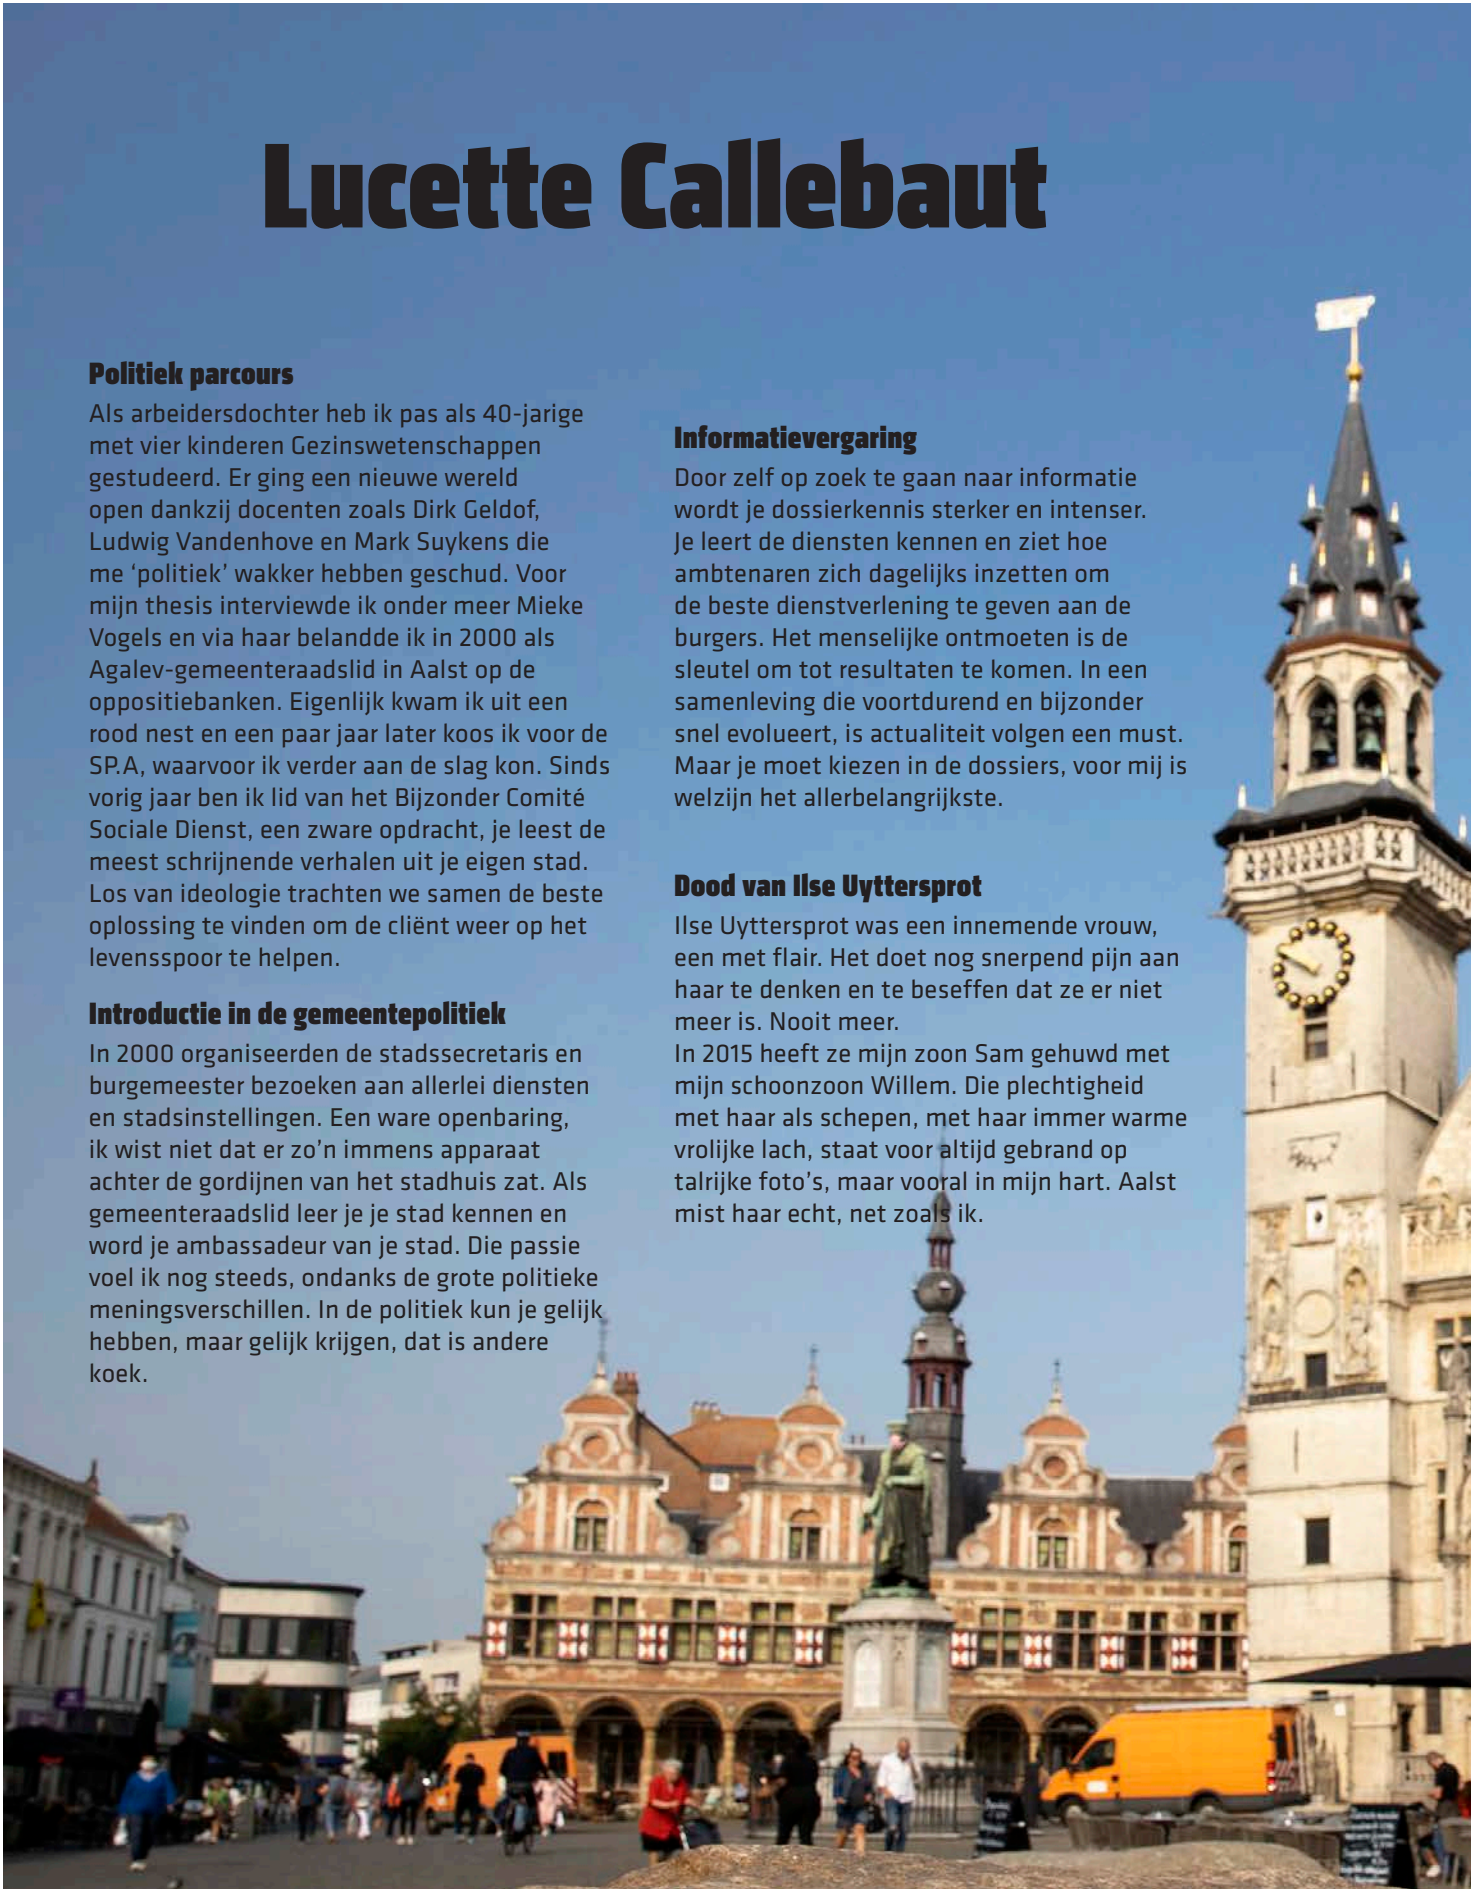 Lucette Callebaut
Politiek parcours
Als arbeidersdochter heb ik pas als 40-jarige
met vier kinderen Gezinswetenschappen
gestudeerd. Er ging een nieuwe wereld
open dankzij docenten zoals Dirk Geldof,
Ludwig Vandenhove en Mark Suykens die
me ‘politiek’ wakker hebben geschud. Voor
mijn thesis interviewde ik onder meer Mieke
Vogels en via haar belandde ik in 2000 als
Agalev-gemeenteraadslid in Aalst op de
oppositiebanken. Eigenlijk kwam ik uit een
rood nest en een paar jaar later koos ik voor de
SP.A, waarvoor ik verder aan de slag kon. Sinds
vorig jaar ben ik lid van het Bijzonder Comité
Sociale Dienst, een zware opdracht, je leest de
meest schrijnende verhalen uit je eigen stad.
Los van ideologie trachten we samen de beste
oplossing te vinden om de cliënt weer op het
levensspoor te helpen.
Introductie in de gemeentepolitiek
In 2000 organiseerden de stadssecretaris en
burgemeester bezoeken aan allerlei diensten
en stadsinstellingen. Een ware openbaring,
ik wist niet dat er zo’n immens apparaat
achter de gordijnen van het stadhuis zat. Als
gemeenteraadslid leer je je stad kennen en
word je ambassadeur van je stad. Die passie
voel ik nog steeds, ondanks de grote politieke
meningsverschillen. In de politiek kun je gelijk
hebben, maar gelijk krijgen, dat is andere
koek.
Informatievergaring
Door zelf op zoek te gaan naar informatie
wordt je dossierkennis sterker en intenser.
Je leert de diensten kennen en ziet hoe
ambtenaren zich dagelijks inzetten om
de beste dienstverlening te geven aan de
burgers. Het menselijke ontmoeten is de
sleutel om tot resultaten te komen. In een
samenleving die voortdurend en bijzonder
snel evolueert, is actualiteit volgen een must.
Maar je moet kiezen in de dossiers, voor mij is
welzijn het allerbelangrijkste.
Dood van Ilse Uyttersprot
Ilse Uyttersprot was een innemende vrouw,
een met flair. Het doet nog snerpend pijn aan
haar te denken en te beseffen dat ze er niet
meer is. Nooit meer.
In 2015 heeft ze mijn zoon Sam gehuwd met
mijn schoonzoon Willem. Die plechtigheid
met haar als schepen, met haar immer warme
vrolijke lach, staat voor altijd gebrand op
talrijke foto’s, maar vooral in mijn hart. Aalst
mist haar echt, net zoals ik.